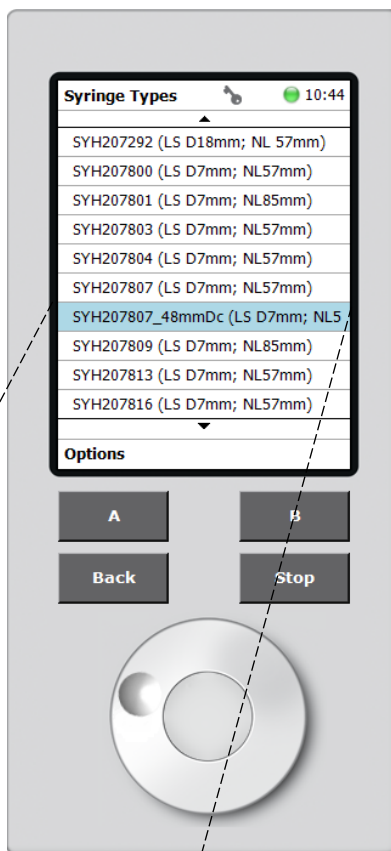 Syringe Types 10:44
SYH207292 (LS D18mm; NL 57mm)
SYH207800 (LS D7mm; NL57mm)
SYH207801 (LS D7mm; NL85mm)
SYH207803 (LS D7mm; NL57mm)
SYH207804 (LS D7mm; NL57mm)
SYH207807 (LS D7mm; NL57mm)
SYH207807_48mmDc (LS D7mm; NL5
SYH207809 (LS D7mm; NL85mm)
SYH207813 (LS D7mm; NL57mm)
SYH207816 (LS D7mm; NL57mm)
Options
A B
Back Stop